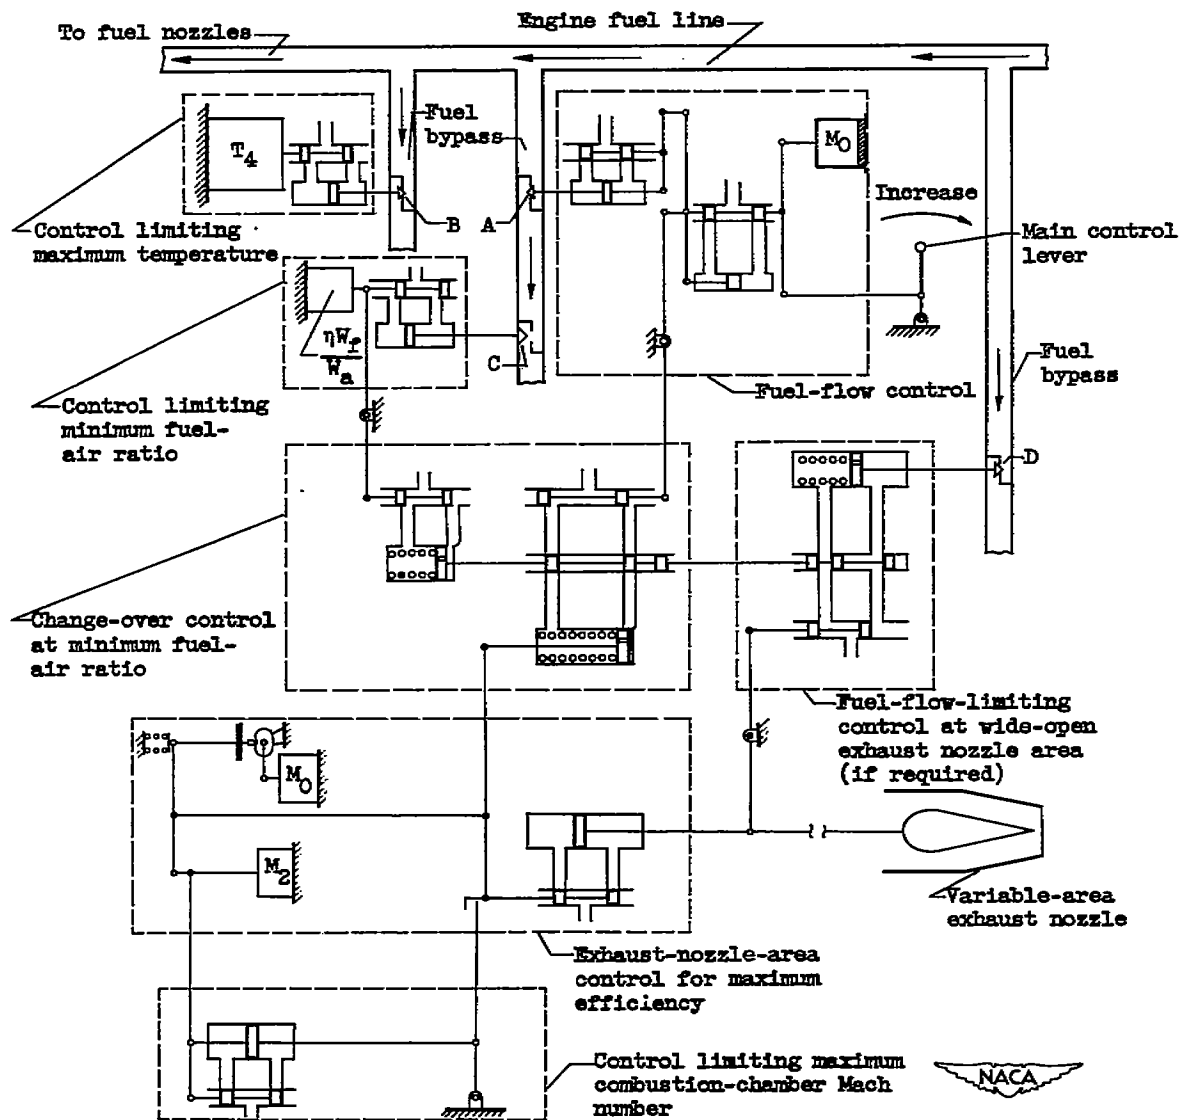 To fuel nozzles
Engine fuel line
Fuel
bypass
T4
M0
Increase
B
A
Main control
lever
Control limiting
maximum temperature
ηWf
Wa
C
Fuel
bypass
Fuel-flow control
Control limiting
minimum fuel-
air ratio
D
Change-over control
at minimum fuel-
air ratio
Fuel-flow-limiting
control at wide-open
exhaust nozzle area
(if required)
M0
M2
Variable-area
exhaust nozzle
Exhaust-nozzle-area
control for maximum
efficiency
Control limiting maximum
combustion-chamber Mach
number
NACA